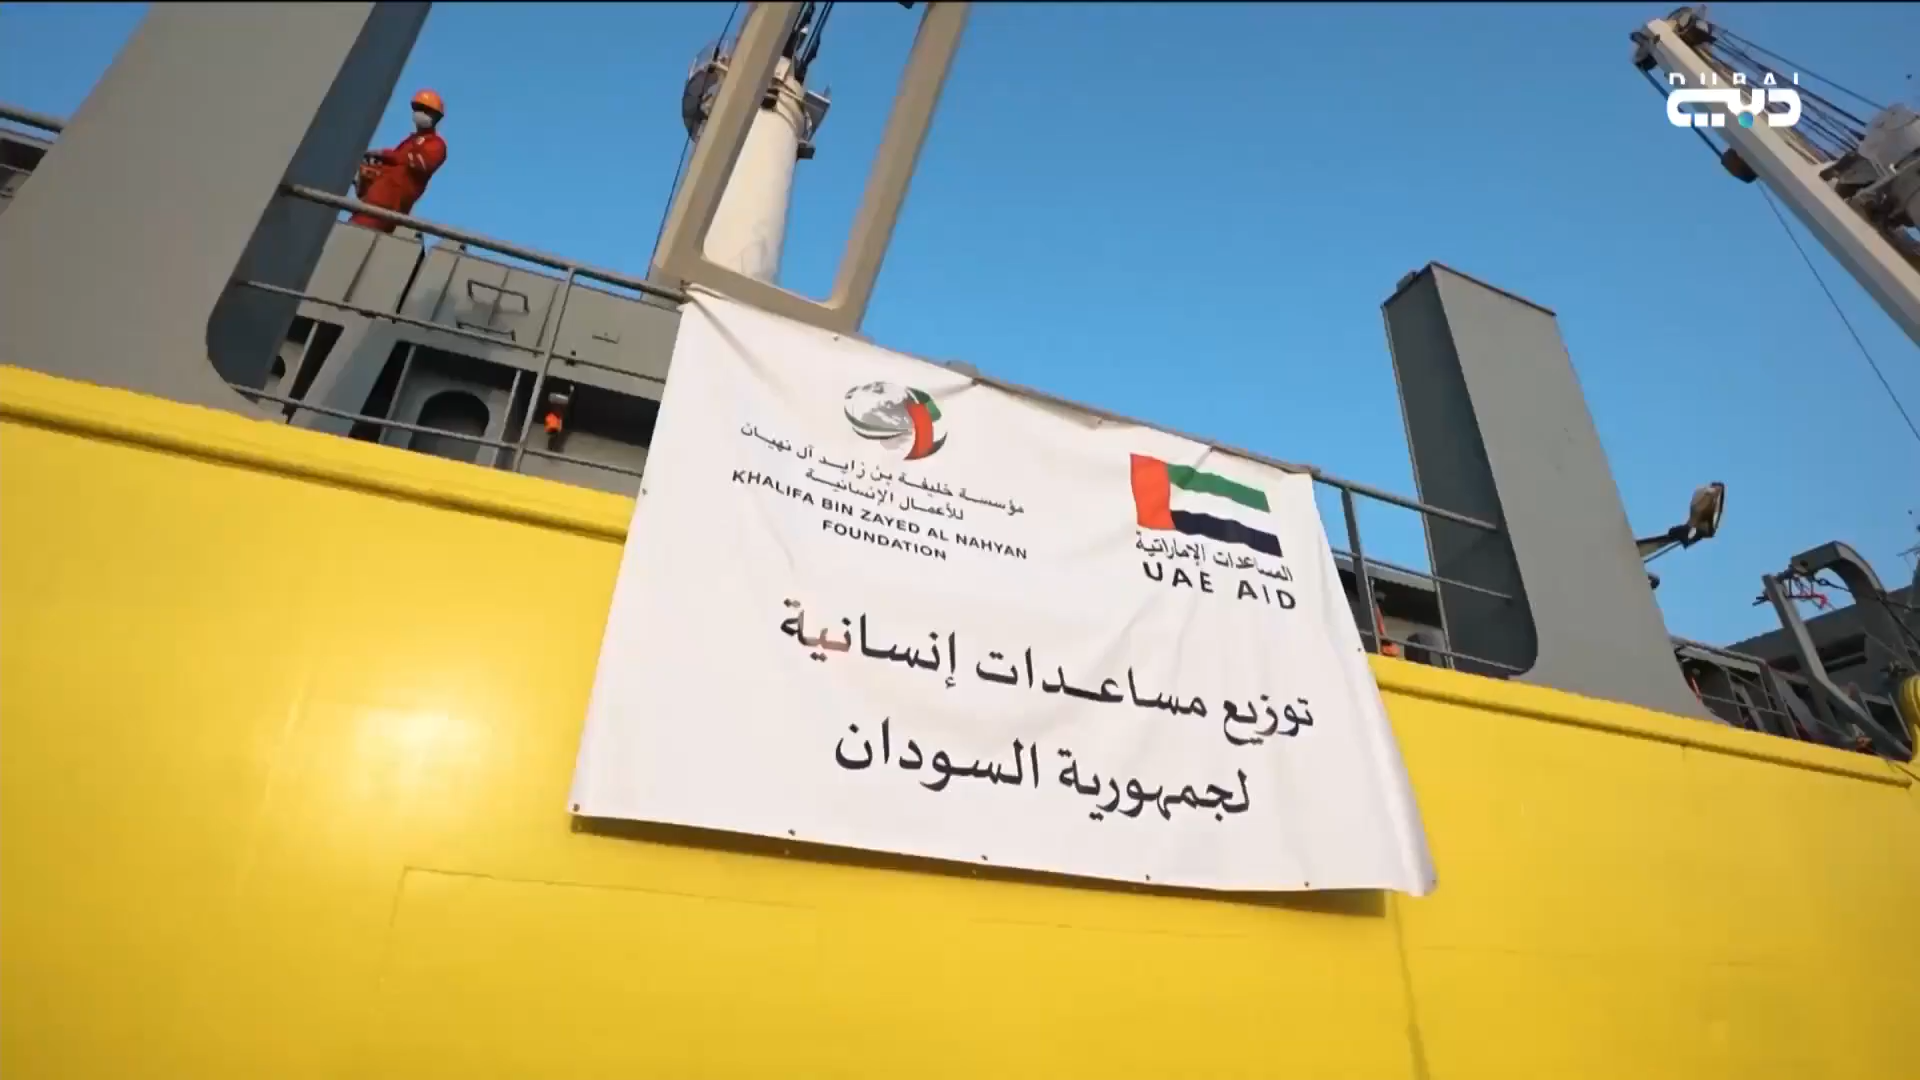 DUBAI
دبي
مؤسسة خليفة بن زايد آل نهيان
للأعمال الإنسانية
KHALIFA BIN ZAYED AL NAHYAN
FOUNDATION
المساعدات الإماراتية
UAE AID
توزيع مساعدات إنسانية
لجمهورية السودان